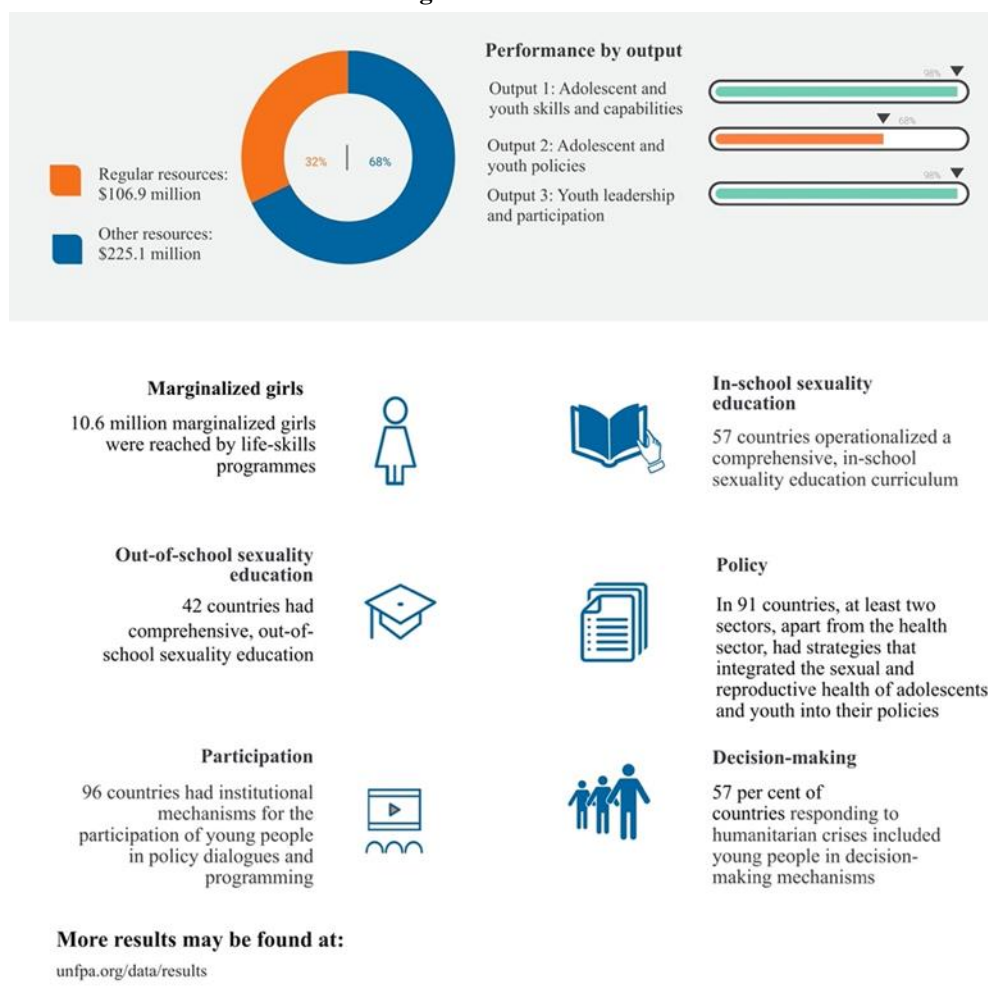 Performance by output
Output 1: Adolescent and
youth skills and capabilities
98%
Output 2: Adolescent and
youth policies
68%
Output 3: Youth leadership
and participation
98%
32%
68%
Regular resources:
$106.9 million
Other resources:
$225.1 million
Marginalized girls
10.6 million marginalized girls
were reached by life-skills
programmes
In-school sexuality
education
57 countries operationalized a
comprehensive, in-school
sexuality education curriculum
Out-of-school sexuality
education
42 countries had
comprehensive, out-of-
school sexuality education
Policy
In 91 countries, at least two
sectors, apart from the health
sector, had strategies that
integrated the sexual and
reproductive health of adolescents
and youth into their policies
Participation
96 countries had institutional
mechanisms for the
participation of young people
in policy dialogues and
programming
Decision-making
57 per cent of
countries responding to
humanitarian crises included
young people in decision-
making mechanisms
More results may be found at:
unfpa.org/data/results